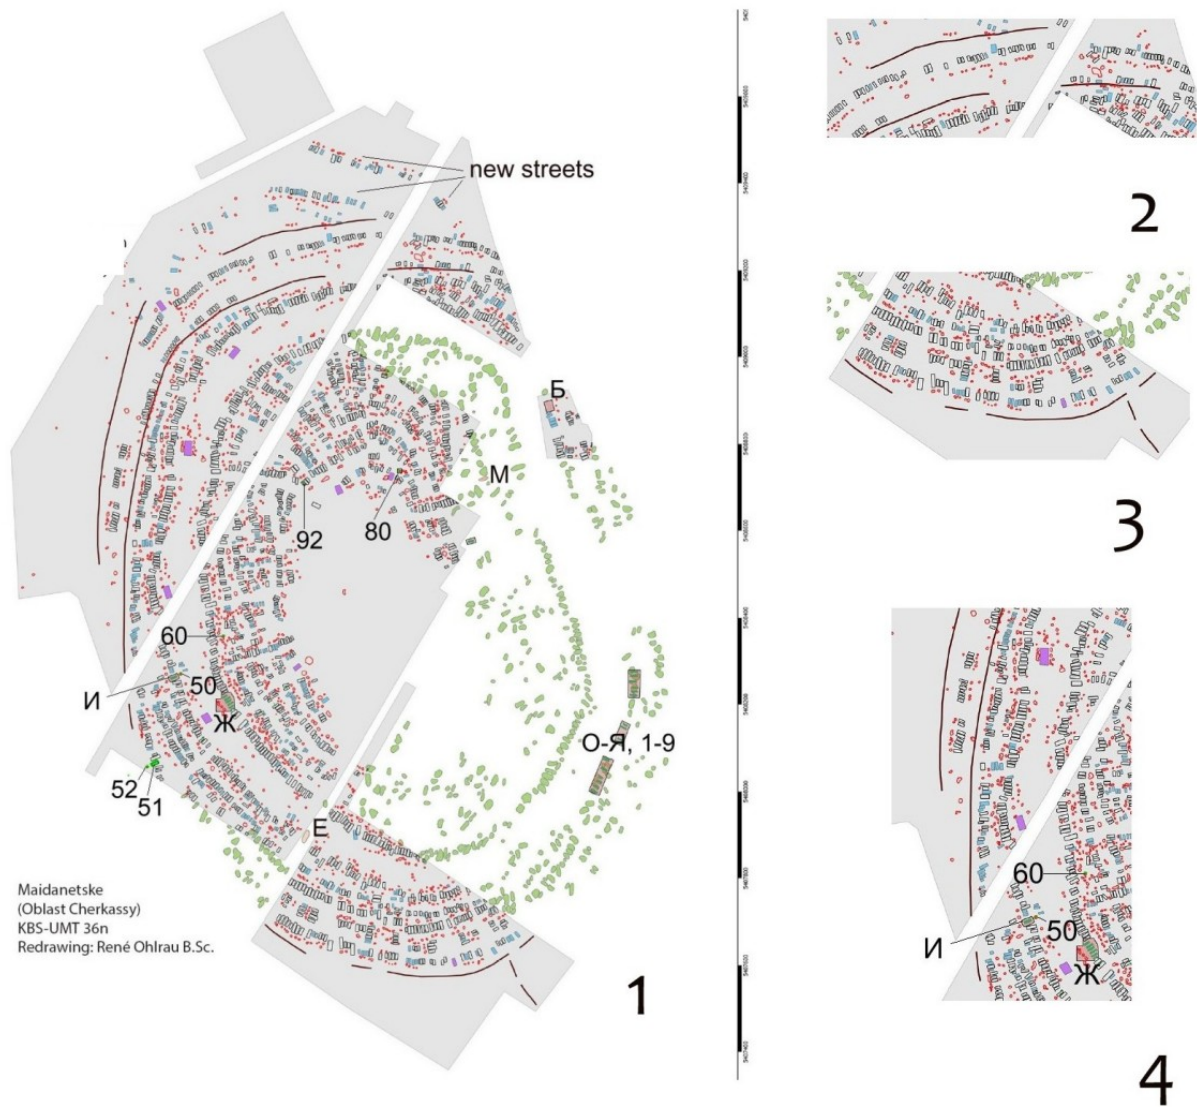 new streets
2
Б
М
92
80
3
60
И
50
Ж
О-Я, 1-9
52
51
Е
Maidanetske
(Oblast Cherkassy)
KBS-UMT 36n
Redrawing: René Ohlrau B.Sc.
1
60
И
50
Ж
4